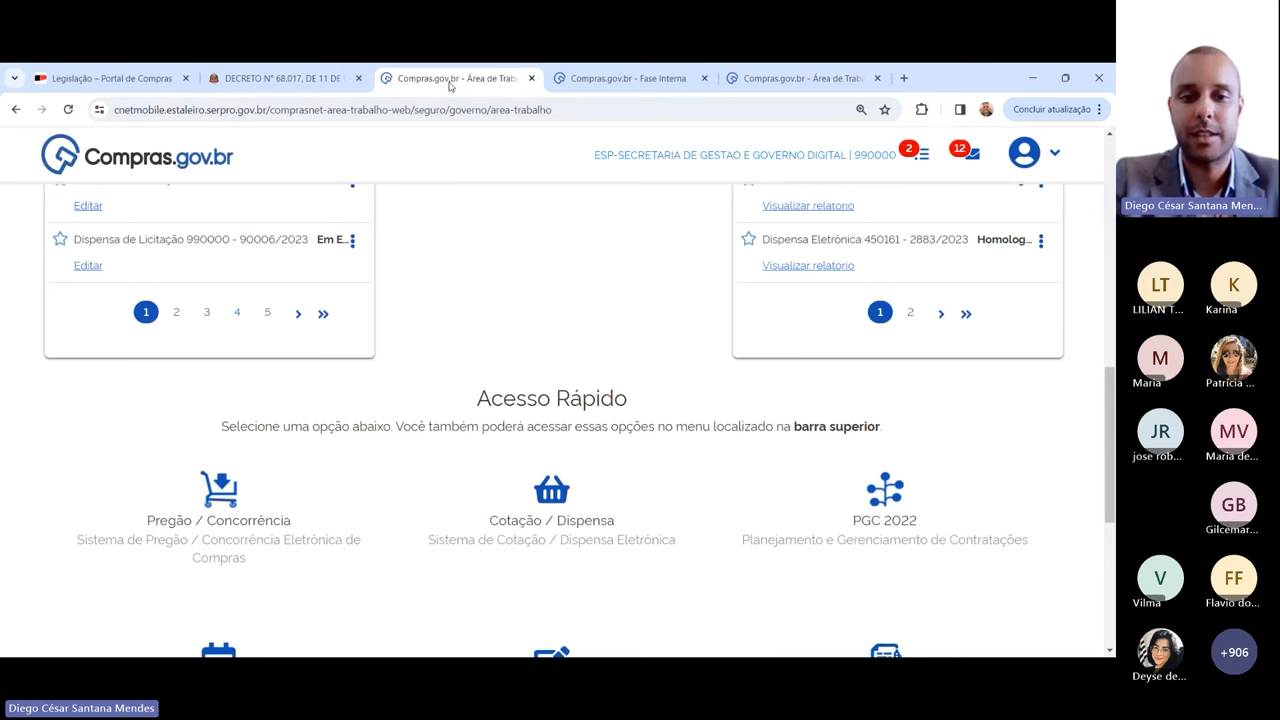 Legislação – Portal de Compras
DECRETO N° 68.017, DE 11 DE
Compras.gov.br - Área de Trab
Compras.gov.br - Fase Interna
Compras.gov.br - Área de Trab
cnetmobile.estaleiro.serpro.gov.br/comprasnet-area-trabalho-web/seguro/governo/area-trabalho
Concluir atualização
Compras.gov.br
ESP-SECRETARIA DE GESTAO E GOVERNO DIGITAL | 990000
2
12
Editar
Visualizar relatorio
Dispensa de Licitação 990000 - 90006/2023 Em E...
Dispensa Eletrônica 450161 - 2883/2023 Homolog...
Editar
Visualizar relatorio
1 2 3 4 5 > >>
1 2 > >>
Acesso Rápido
Selecione uma opção abaixo. Você também poderá acessar essas opções no menu localizado na barra superior.
Pregão / Concorrência
Sistema de Pregão / Concorrência Eletrônica de
Compras
Cotação / Dispensa
Sistema de Cotação / Dispensa Eletrônica
PGC 2022
Planejamento e Gerenciamento de Contratações
Diego César Santana Men...
LT
LILIAN T...
K
Karina
M
Maria
Patrícia ...
JR
jose rob...
MV
Maria de...
GB
Gilcemar...
V
Vilma
FF
Flavio do...
Deyse de...
+906
Diego César Santana Mendes